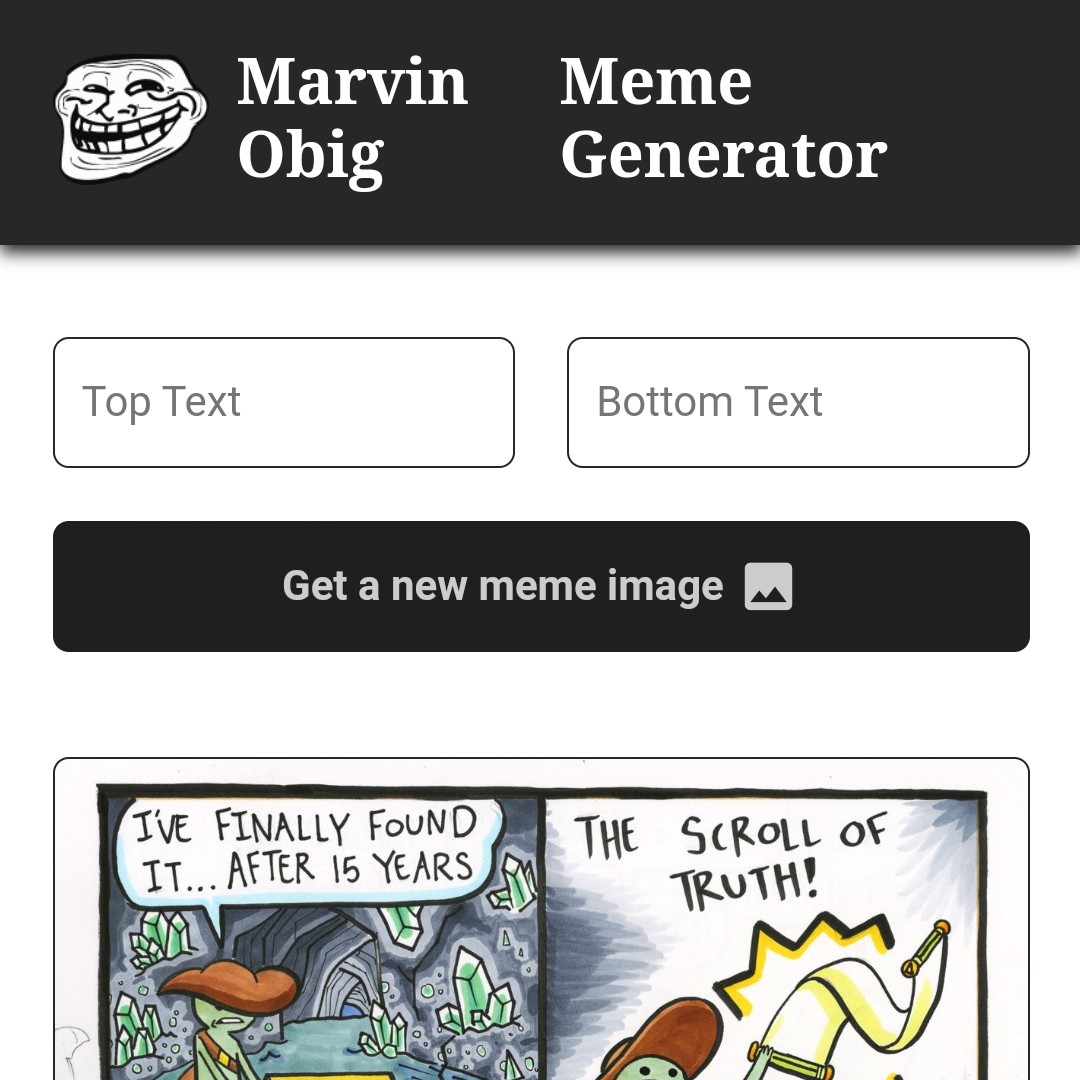 Marvin
Obig
Meme
Generator
Top Text
Bottom Text
Get a new meme image
I'VE FINALLY FOUND
IT... AFTER 15 YEARS
THE SCROLL OF
TRUTH!